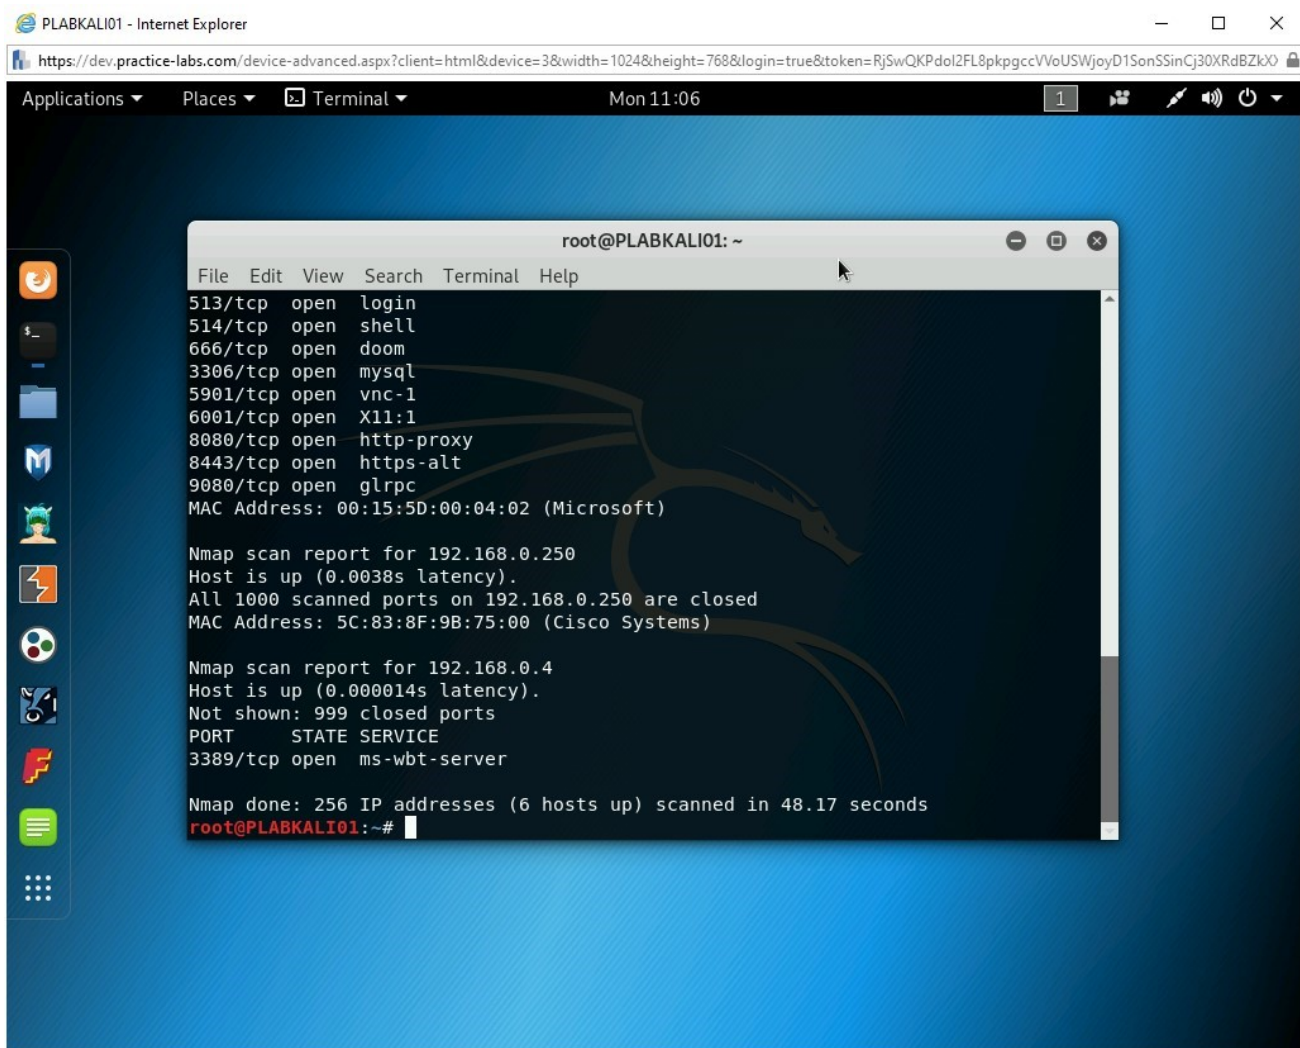 PLABKALI01 - Internet Explorer
https://dev.practice-labs.com/device-advanced.aspx?client=html&device=3&width=1024&height=768&login=true&token=RjSwQKPdol2FL8pkpgccVVoUSWjoyD1SonSSinCj30XRdBZkX
Applications Places Terminal Mon 11:06 1
root@PLABKALI01: ~
File Edit View Search Terminal Help
513/tcp open login
514/tcp open shell
666/tcp open doom
3306/tcp open mysql
5901/tcp open vnc-1
6001/tcp open X11:1
8080/tcp open http-proxy
8443/tcp open https-alt
9080/tcp open glrpc
MAC Address: 00:15:5D:00:04:02 (Microsoft)
Nmap scan report for 192.168.0.250
Host is up (0.0038s latency).
All 1000 scanned ports on 192.168.0.250 are closed
MAC Address: 5C:83:8F:9B:75:00 (Cisco Systems)
Nmap scan report for 192.168.0.4
Host is up (0.000014s latency).
Not shown: 999 closed ports
PORT STATE SERVICE
3389/tcp open ms-wbt-server
Nmap done: 256 IP addresses (6 hosts up) scanned in 48.17 seconds
root@PLABKALI01:~#
$_